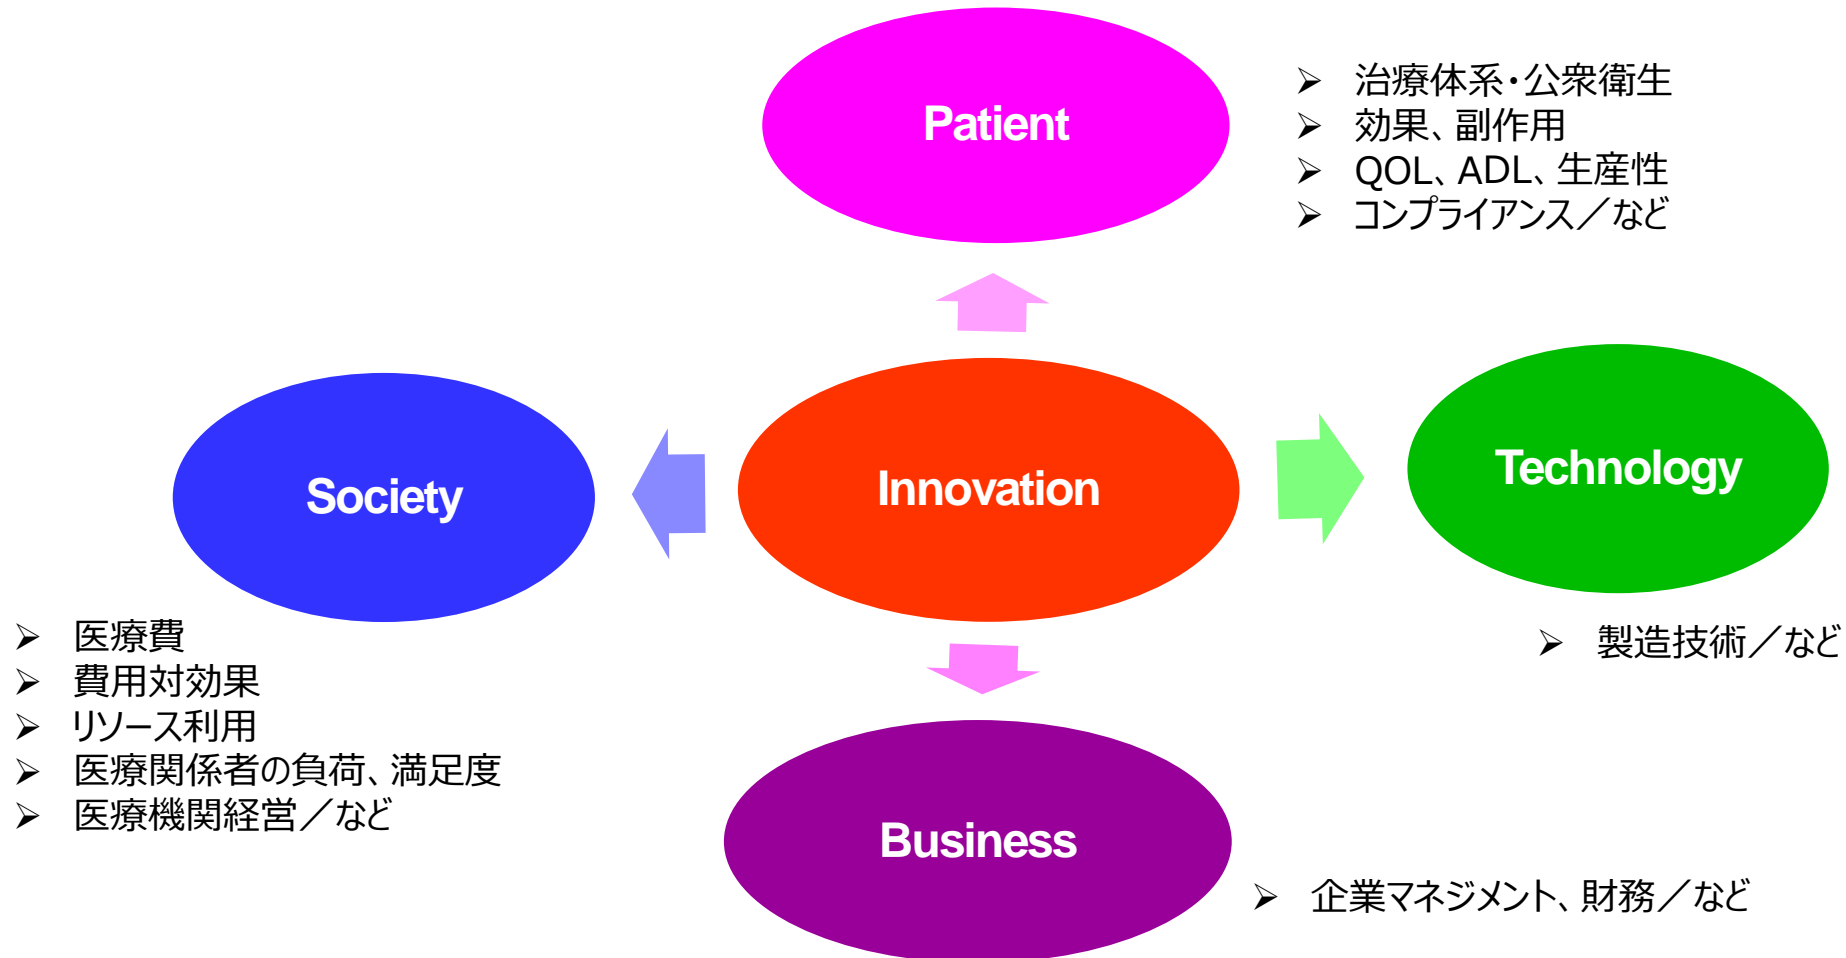 Patient
➢ 治療体系・公衆衛生
➢ 効果、副作用
➢ QOL、ADL、生産性
➢ コンプライアンス／など
Society
Innovation
Technology
➢ 医療費
➢ 費用対効果
➢ リソース利用
➢ 医療関係者の負荷、満足度
➢ 医療機関経営／など
➢ 製造技術／など
Business
➢ 企業マネジメント、財務／など